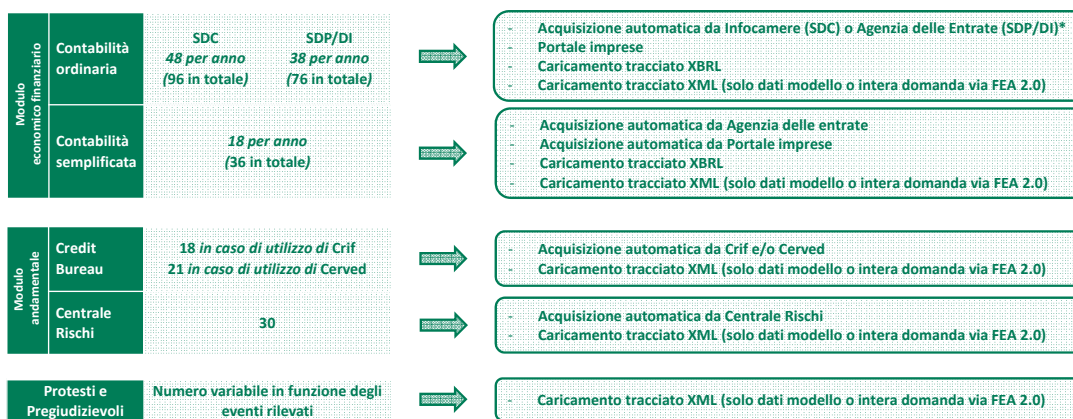 Modulo
economico finanziario
Contabilità
ordinaria
SDC
48 per anno
(96 in totale)
SDP/DI
38 per anno
(76 in totale)
- Acquisizione automatica da Infocamere (SDC) o Agenzia delle Entrate (SDP/DI)*
- Portale imprese
- Caricamento tracciato XBRL
- Caricamento tracciato XML (solo dati modello o intera domanda via FEA 2.0)
Contabilità
semplificata
18 per anno
(36 in totale)
- Acquisizione automatica da Agenzia delle entrate
- Acquisizione automatica da Portale imprese
- Caricamento tracciato XBRL
- Caricamento tracciato XML (solo dati modello o intera domanda via FEA 2.0)
Modulo
andamentale
Credit
Bureau
18 in caso di utilizzo di Crif
21 in caso di utilizzo di Cerved
- Acquisizione automatica da Crif e/o Cerved
- Caricamento tracciato XML (solo dati modello o intera domanda via FEA 2.0)
Centrale
Rischi
30
- Acquisizione automatica da Centrale Rischi
- Caricamento tracciato XML (solo dati modello o intera domanda via FEA 2.0)
Protesti e
Pregiudizievoli
Numero variabile in funzione degli
eventi rilevati
- Caricamento tracciato XML (solo dati modello o intera domanda via FEA 2.0)